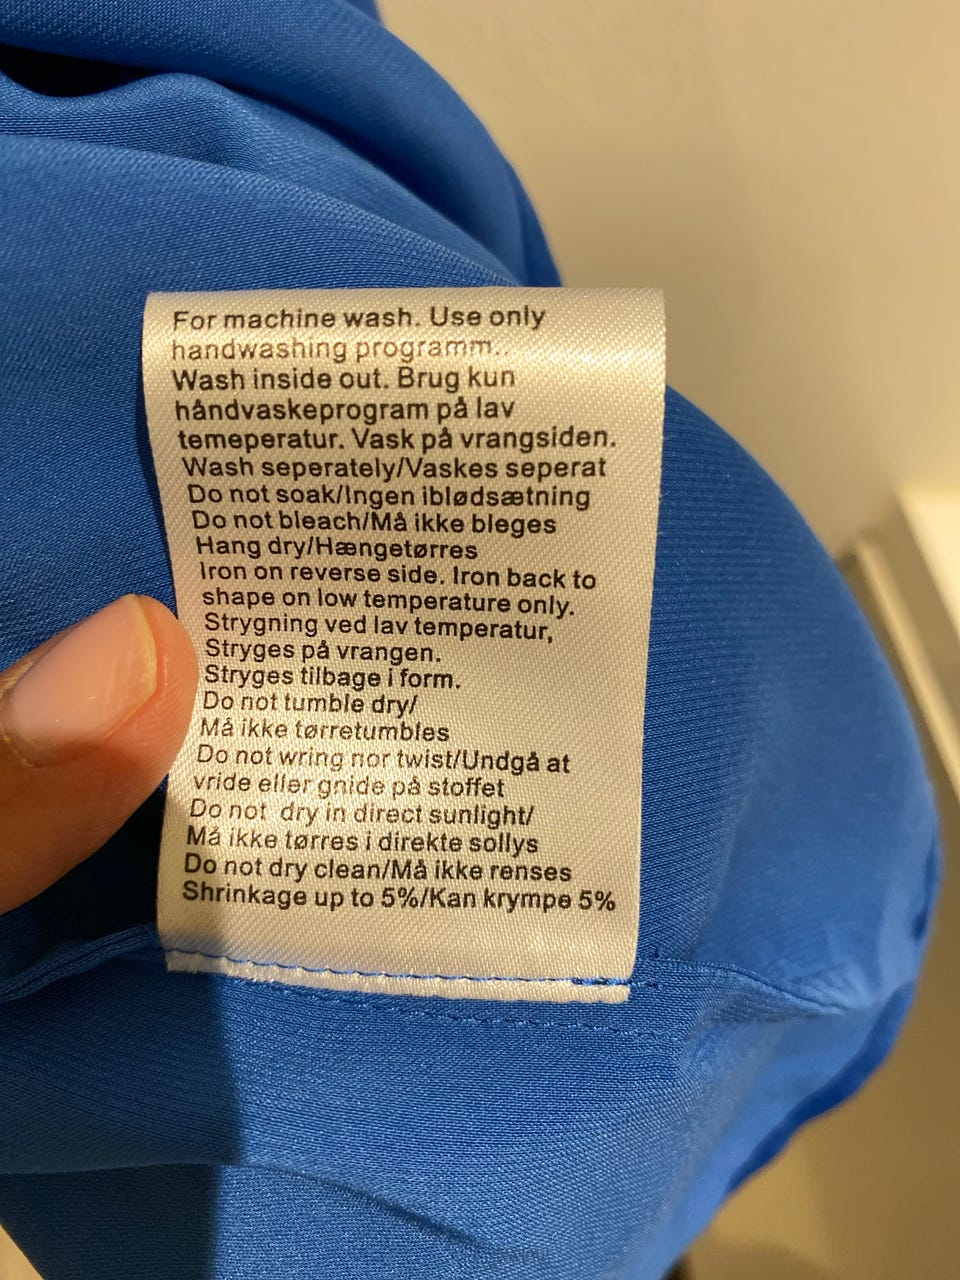 For machine wash. Use only
handwashing programm..
Wash inside out. Brug kun
håndvaskeprogram på lav
temeperatur. Vask på vrangsiden.
Wash seperately/Vaskes seperat
Do not soak/Ingen iblødsætning
Do not bleach/Må ikke bleges
Hang dry/Hængetørres
Iron on reverse side. Iron back to
shape on low temperature only.
Strygning ved lav temperatur,
Stryges på vrangen.
Stryges tilbage i form.
Do not tumble dry/
Må ikke tørretumbles
Do not wring nor twist/Undgå at
vride eller gnide på stoffet
Do not dry in direct sunlight/
Må ikke tørres i direkte sollys
Do not dry clean/Må ikke renses
Shrinkage up to 5%/Kan krympe 5%